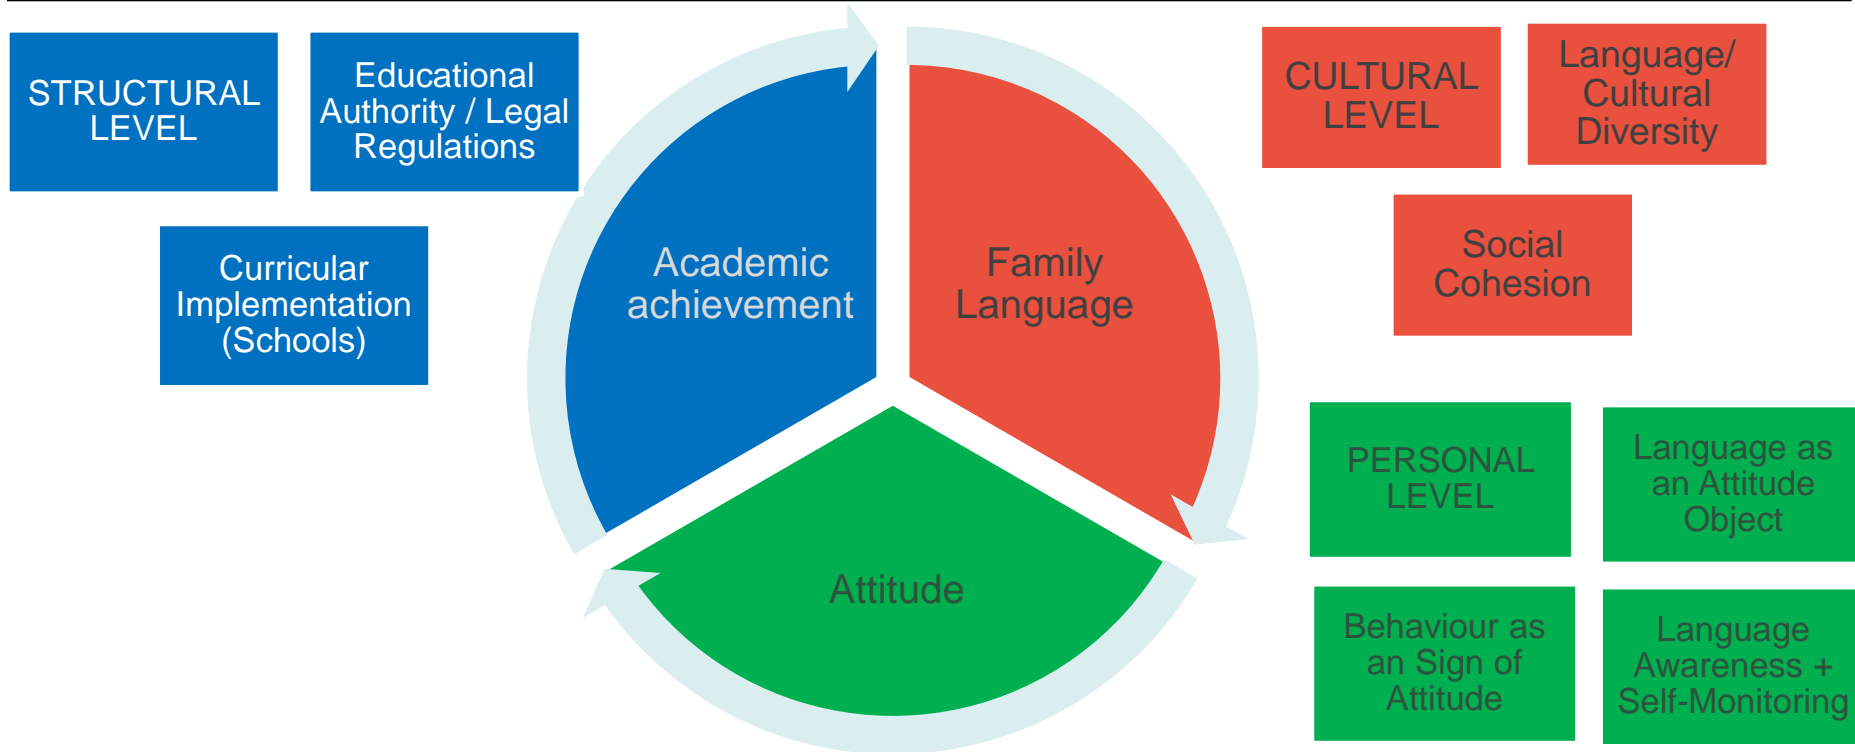 STRUCTURAL
LEVEL
Educational
Authority / Legal
Regulations
Curricular
Implementation
(Schools)
Academic
achievement
Family
Language
Attitude
CULTURAL
LEVEL
Language/
Cultural
Diversity
Social
Cohesion
PERSONAL
LEVEL
Language as
an Attitude
Object
Behaviour as
an Sign of
Attitude
Language
Awareness +
Self-Monitoring